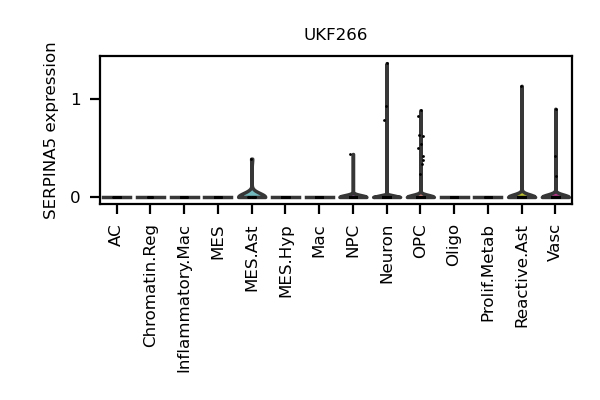 UKF266
SERPINA5 expression
1
0
AC
Chromatin.Reg
Inflammatory.Mac
MES
MES.Ast
MES.Hyp
Mac
NPC
Neuron
OPC
Oligo
Prolif.Metab
Reactive.Ast
Vasc